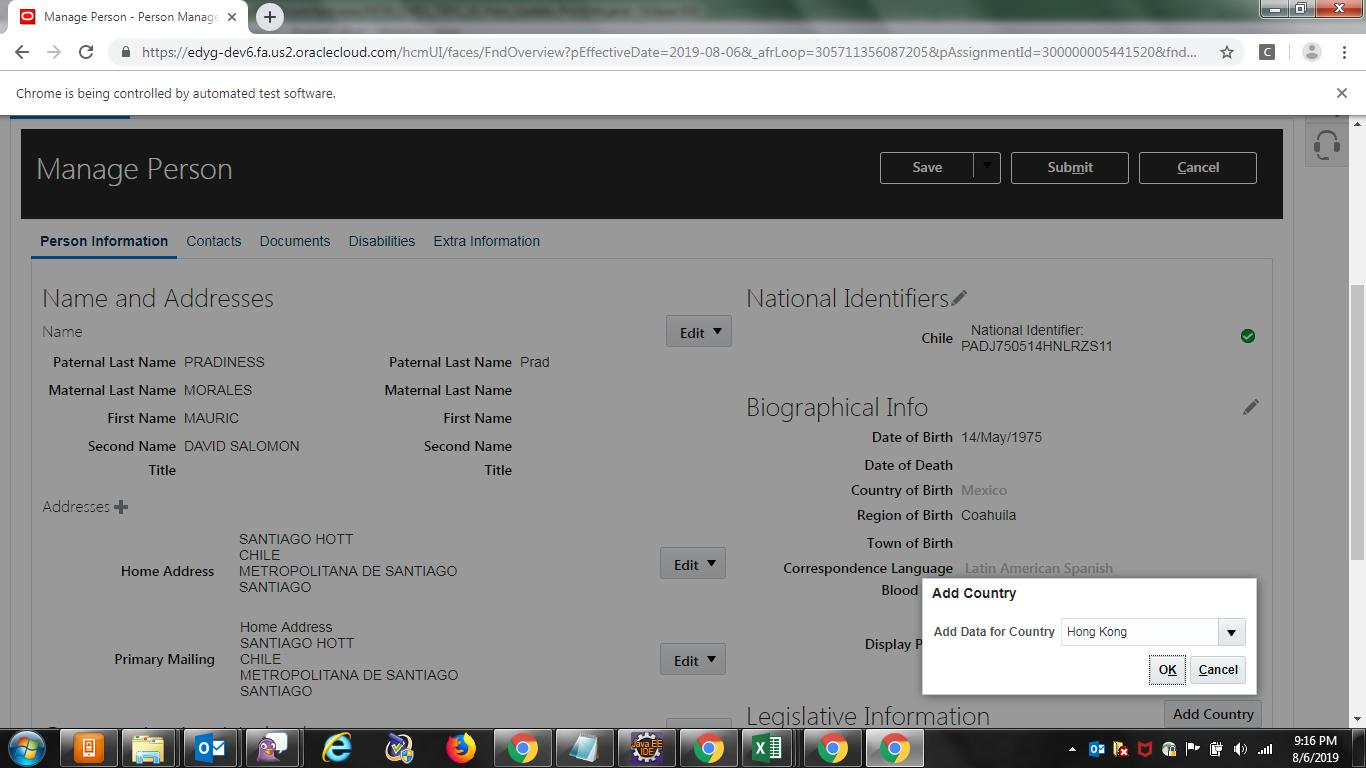 Manage Person - Person Manage
https://edyg-dev6.fa.us2.oraclecloud.com/hcmUI/faces/FndOverview?pEffectiveDate=2019-08-06&_afrLoop=305711356087205&pAssignmentId=300000005441520&fnd...
Chrome is being controlled by automated test software.
Manage Person
Save
Submit
Cancel
Person Information
Contacts
Documents
Disabilities
Extra Information
Name and Addresses
Name
Edit
Paternal Last Name PRADINESS
Paternal Last Name Prad
Maternal Last Name MORALES
Maternal Last Name
First Name MAURIC
First Name
Second Name DAVID SALOMON
Second Name
Title
Title
Addresses
Home Address
SANTIAGO HOTT
CHILE
METROPOLITANA DE SANTIAGO
SANTIAGO
Edit
Primary Mailing
Home Address
SANTIAGO HOTT
CHILE
METROPOLITANA DE SANTIAGO
SANTIAGO
Edit
National Identifiers
Chile
National Identifier:
PADJ750514HNLRZS11
Biographical Info
Date of Birth 14/May/1975
Date of Death
Country of Birth Mexico
Region of Birth Coahuila
Town of Birth
Correspondence Language Latin American Spanish
Blood
Display P
Add Country
Add Data for Country Hong Kong
OK
Cancel
Legislative Information
Add Country
Java EE
IDE
9:16 PM
8/6/2019